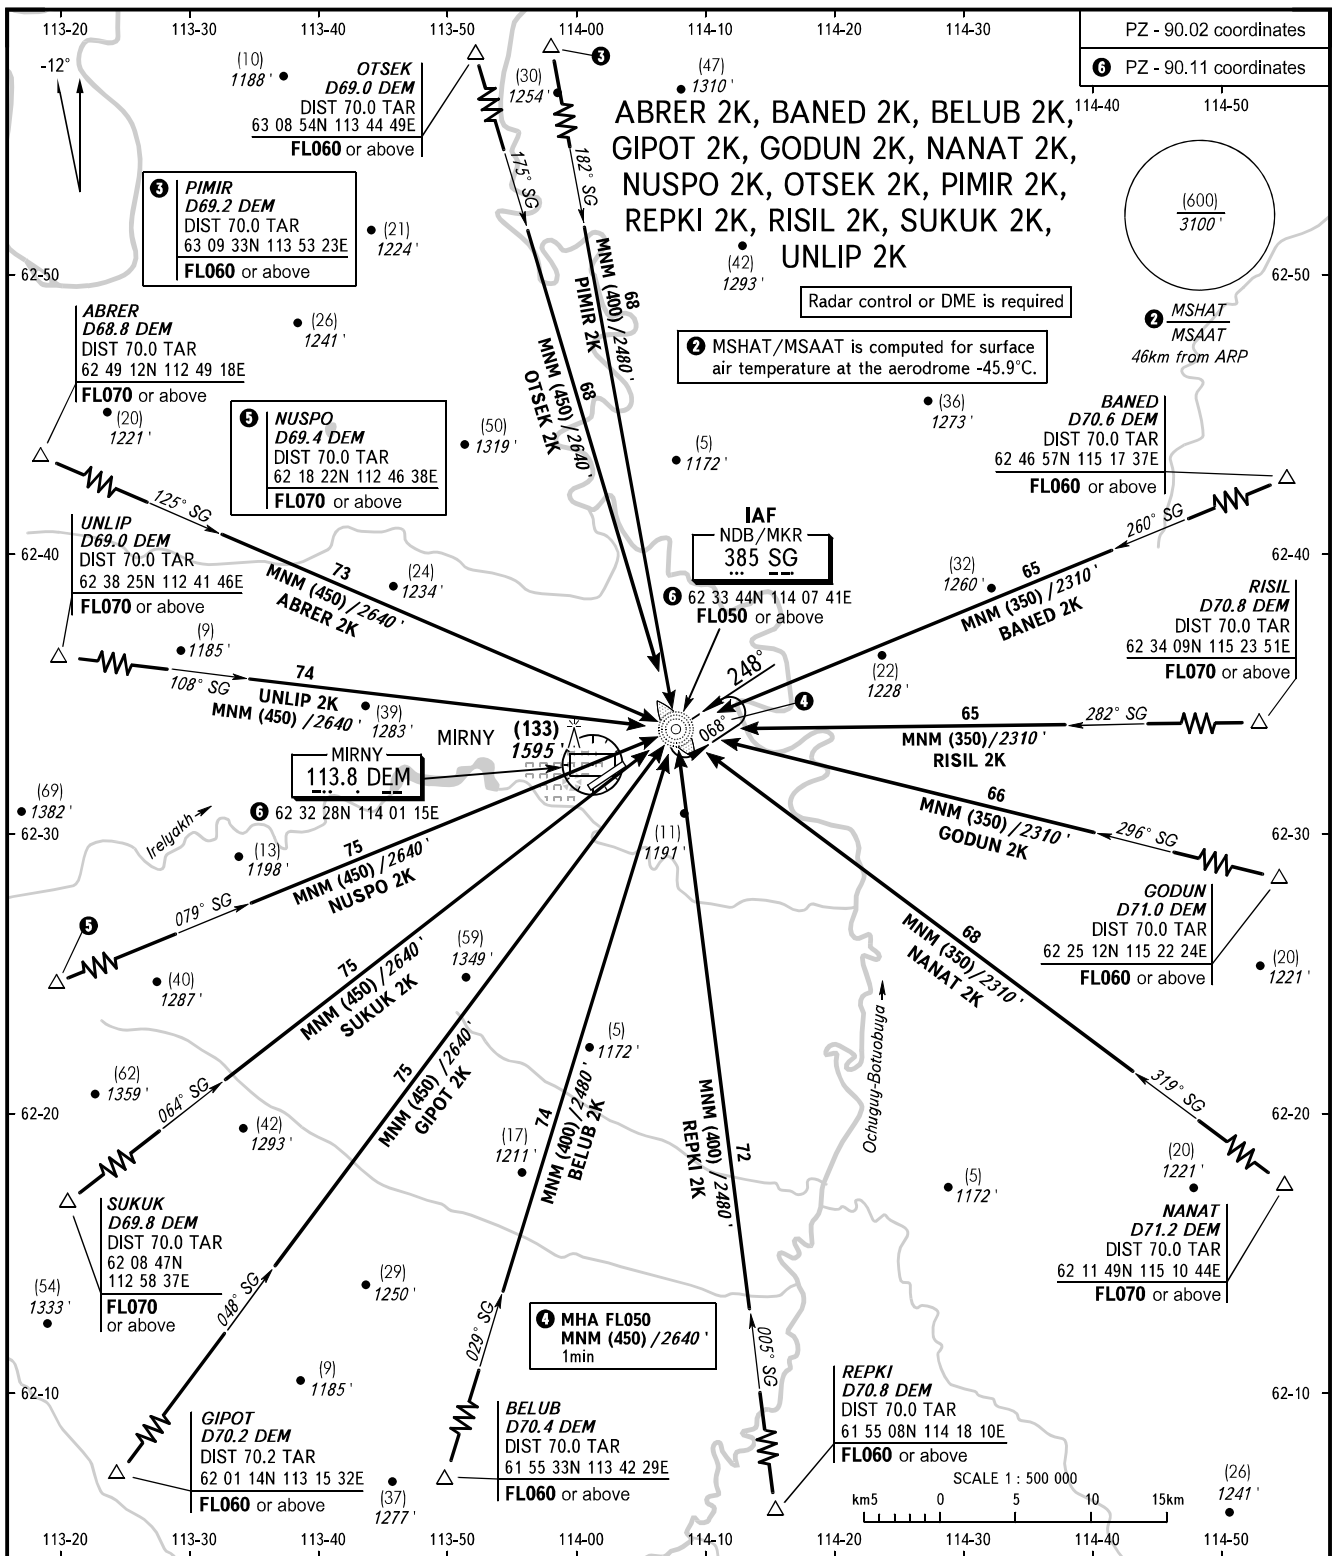 113-20
113-30
113-40
113-50
114-00
114-10
114-20
114-30
PZ - 90.02 coordinates
6 PZ - 90.11 coordinates
114-40
114-50
-12°
(10)
1188 '
OTSEK
D69.0 DEM
DIST 70.0 TAR
63 08 54N 113 44 49E
FL060 or above
3
(30)
1254 '
(47)
1310 '
ABRER 2K, BANED 2K, BELUB 2K,
GIPOT 2K, GODUN 2K, NANAT 2K,
NUSPO 2K, OTSEK 2K, PIMIR 2K,
REPKI 2K, RISIL 2K, SUKUK 2K,
UNLIP 2K
(600)
3100 '
2 MSHAT
MSAAT
46km from ARP
3 PIMIR
D69.2 DEM
DIST 70.0 TAR
63 09 33N 113 53 23E
FL060 or above
(21)
1224 '
175° SG
182° SG
(42)
1293 '
62-50
62-50
Radar control or DME is required
2 MSHAT/MSAAT is computed for surface
air temperature at the aerodrome -45.9°C.
68
MNM (400)/2480 '
PIMIR 2K
68
MNM (450)/2640 '
OTSEK 2K
ABRER
D68.8 DEM
DIST 70.0 TAR
62 49 12N 112 49 18E
FL070 or above
(26)
1241 '
(20)
1221 '
5 NUSPO
D69.4 DEM
DIST 70.0 TAR
62 18 22N 112 46 38E
FL070 or above
(50)
1319 '
(5)
1172 '
(36)
1273 '
BANED
D70.6 DEM
DIST 70.0 TAR
62 46 57N 115 17 37E
FL060 or above
125° SG
260° SG
UNLIP
D69.0 DEM
DIST 70.0 TAR
62 38 25N 112 41 46E
FL070 or above
62-40
62-40
73
MNM (450)/2640 '
ABRER 2K
(24)
1234 '
IAF
NDB/MKR
385 SG
6 62 33 44N 114 07 41E
FL050 or above
(32)
1260 '
65
MNM (350)/2310 '
BANED 2K
RISIL
D70.8 DEM
DIST 70.0 TAR
62 34 09N 115 23 51E
FL070 or above
(9)
1185 '
108° SG
74
UNLIP 2K
MNM (450)/2640 '
(39)
1283 '
248°
068°
4
(22)
1228 '
65
282° SG
MNM (350)/2310 '
RISIL 2K
MIRNY
(133)
1595 '
MIRNY
113.8 DEM
6 62 32 28N 114 01 15E
(69)
1382 '
Irelyakh
62-30
62-30
(13)
1198 '
(11)
1191 '
66
MNM (350)/2310 '
GODUN 2K
296° SG
75
MNM (450)/2640 '
NUSPO 2K
079° SG
5
GODUN
D71.0 DEM
DIST 70.0 TAR
62 25 12N 115 22 24E
FL060 or above
(20)
1221 '
(40)
1287 '
(59)
1349 '
68
MNM (350)/2310 '
NANAT 2K
319° SG
75
MNM (450)/2640 '
SUKUK 2K
064° SG
(5)
1172 '
Ochuguy-Botuobuya
(62)
1359 '
(42)
1293 '
75
MNM (450)/2640 '
GIPOT 2K
048° SG
62-20
62-20
(17)
1211 '
74
MNM (400)/2480 '
BELUB 2K
029° SG
72
MNM (400)/2480 '
REPKI 2K
005° SG
(5)
1172 '
(20)
1221 '
NANAT
D71.2 DEM
DIST 70.0 TAR
62 11 49N 115 10 44E
FL070 or above
SUKUK
D69.8 DEM
DIST 70.0 TAR
62 08 47N
112 58 37E
FL070
or above
(54)
1333 '
(29)
1250 '
4 MHA FL050
MNM (450)/2640 '
1min
(9)
1185 '
62-10
62-10
GIPOT
D70.2 DEM
DIST 70.2 TAR
62 01 14N 113 15 32E
FL060 or above
BELUB
D70.4 DEM
DIST 70.0 TAR
61 55 33N 113 42 29E
FL060 or above
REPKI
D70.8 DEM
DIST 70.0 TAR
61 55 08N 114 18 10E
FL060 or above
(37)
1277 '
SCALE 1 : 500 000
km5 0 5 10 15km
(26)
1241 '
113-20
113-30
113-40
113-50
114-00
114-10
114-20
114-30
114-40
114-50